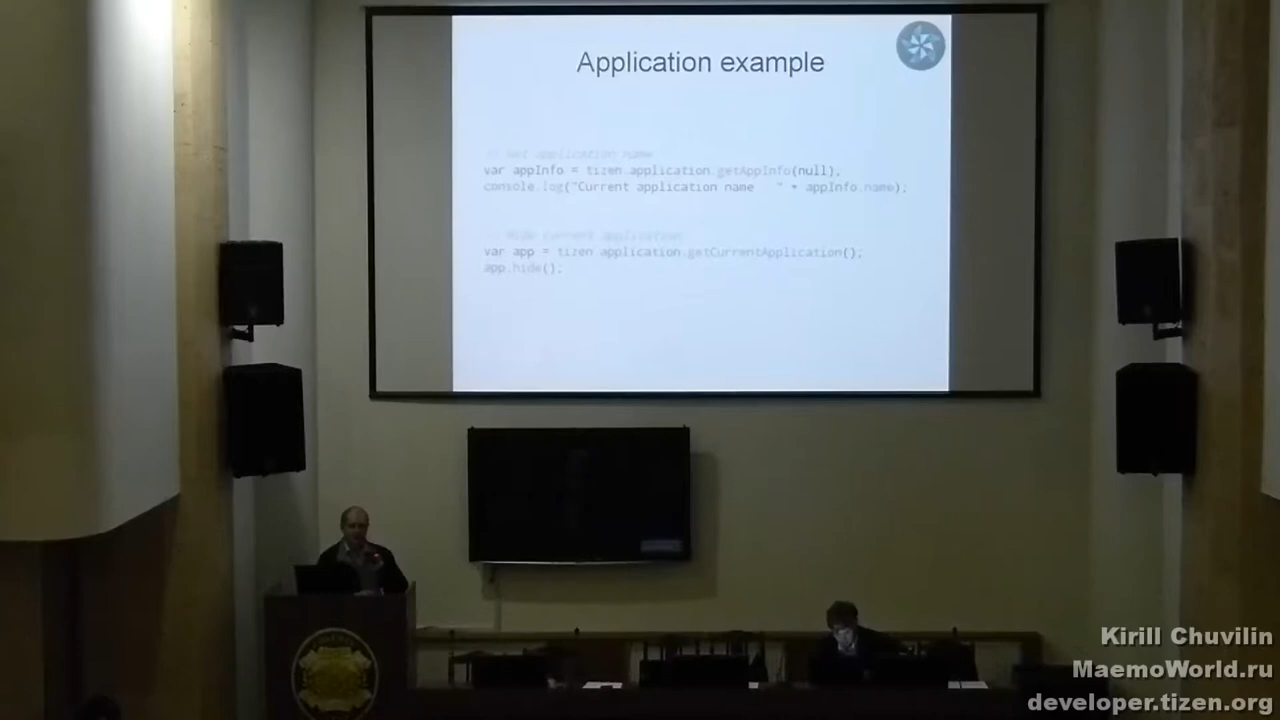 Application example
// Get application name
var appInfo = tizen.application.getAppInfo(null);
console.log("Current application name   " + appInfo.name);
// Hide current application
var app = tizen.application.getCurrentApplication();
app.hide();
Kirill Chuvilin
MaemoWorld.ru
developer.tizen.org